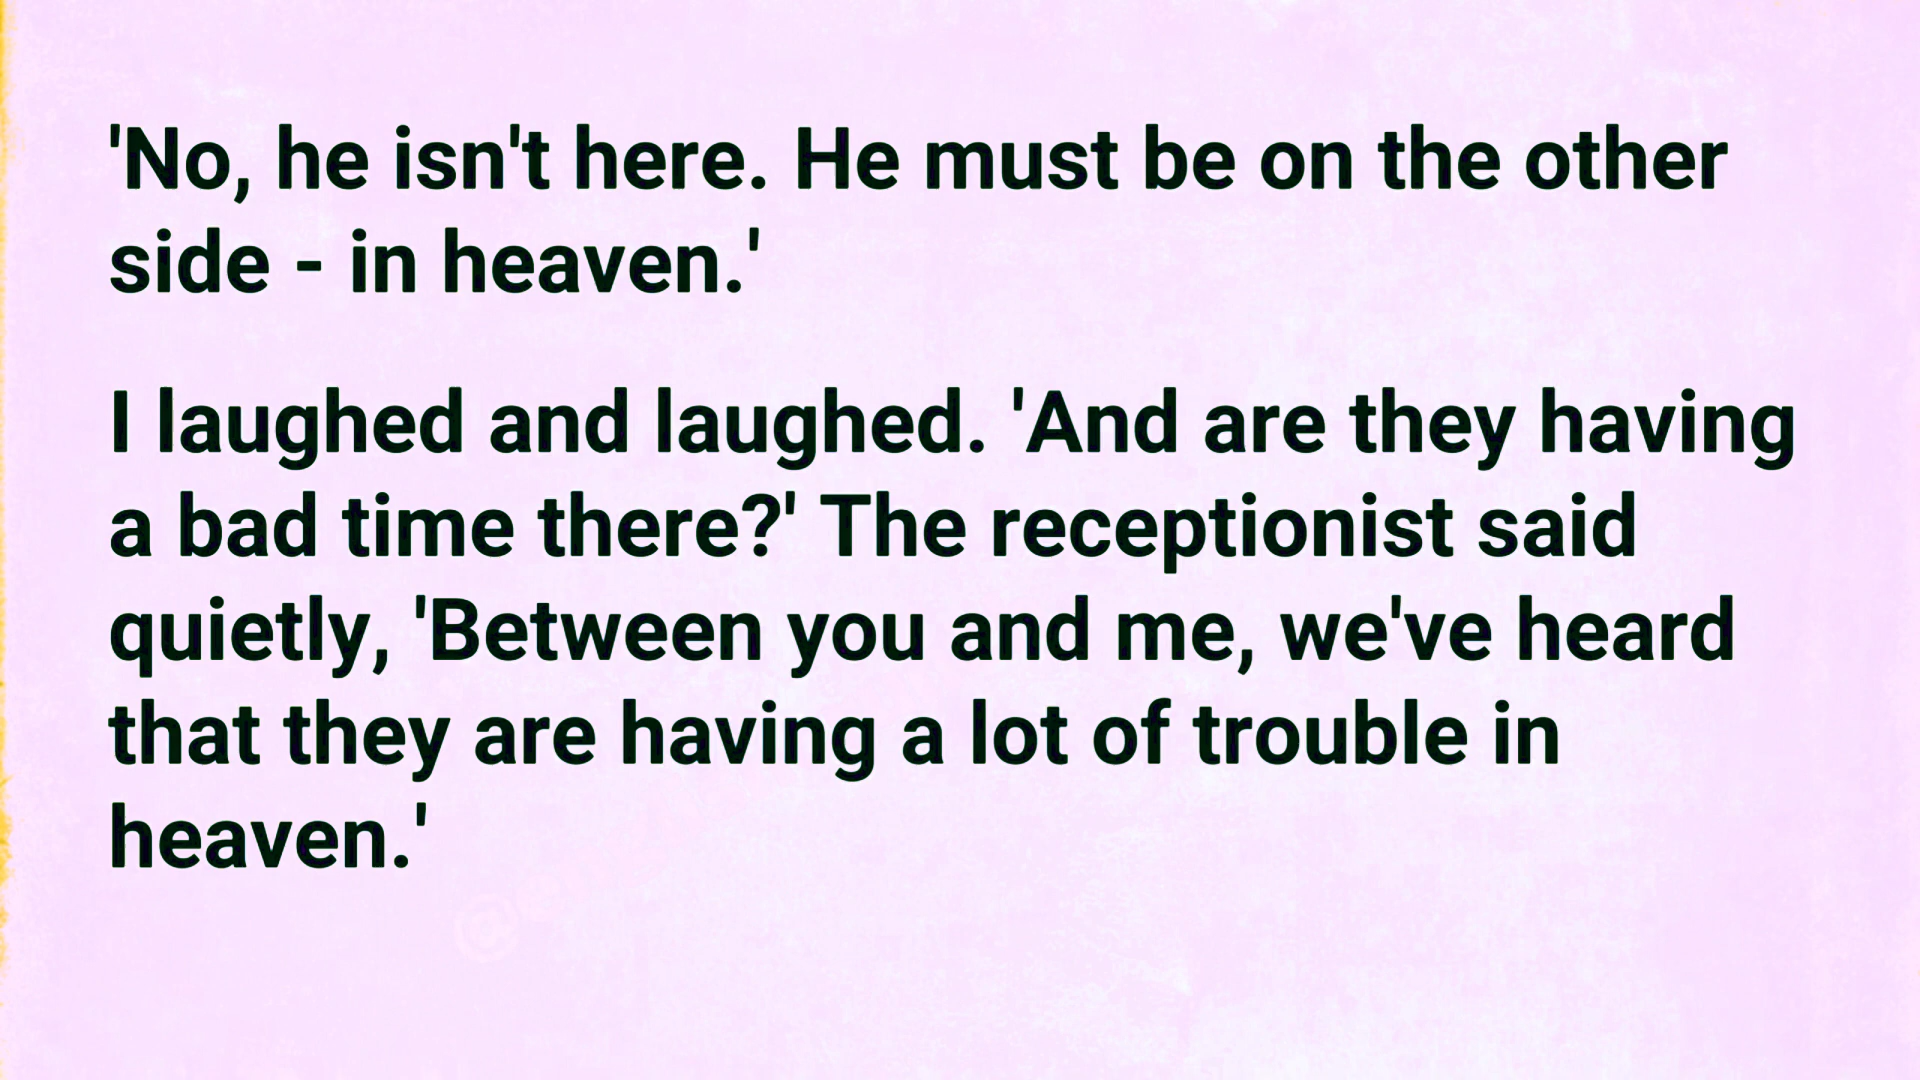 'No, he isn't here. He must be on the other
side - in heaven.'
I laughed and laughed. 'And are they having
a bad time there?' The receptionist said
quietly, 'Between you and me, we've heard
that they are having a lot of trouble in
heaven.'